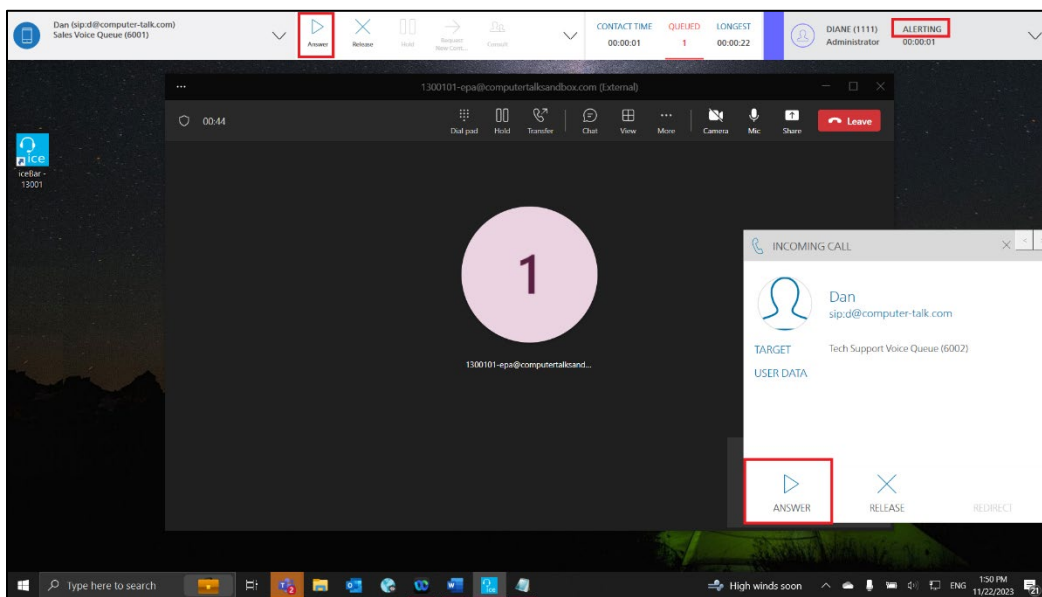 Dan (sip:d@computer-talk.com)
Sales Voice Queue (6001)
Answer
Release
Hold
Request
New Cont...
Consult
CONTACT TIME
00:00:01
QUEUED
1
LONGEST
00:00:22
DIANE (1111)
Administrator
ALERTING
00:00:01
1300101-epa@computertalksandbox.com (External)
00:44
Dial pad
Hold
Transfer
Chat
View
More
Camera
Mic
Share
Leave
ice
iceBar -
13001
1
1300101-epa@computertalksand...
INCOMING CALL
Dan
sip:d@computer-talk.com
TARGET
Tech Support Voice Queue (6002)
USER DATA
ANSWER
RELEASE
REDIRECT
Type here to search
High winds soon
ENG
1:50 PM
11/22/2023
21